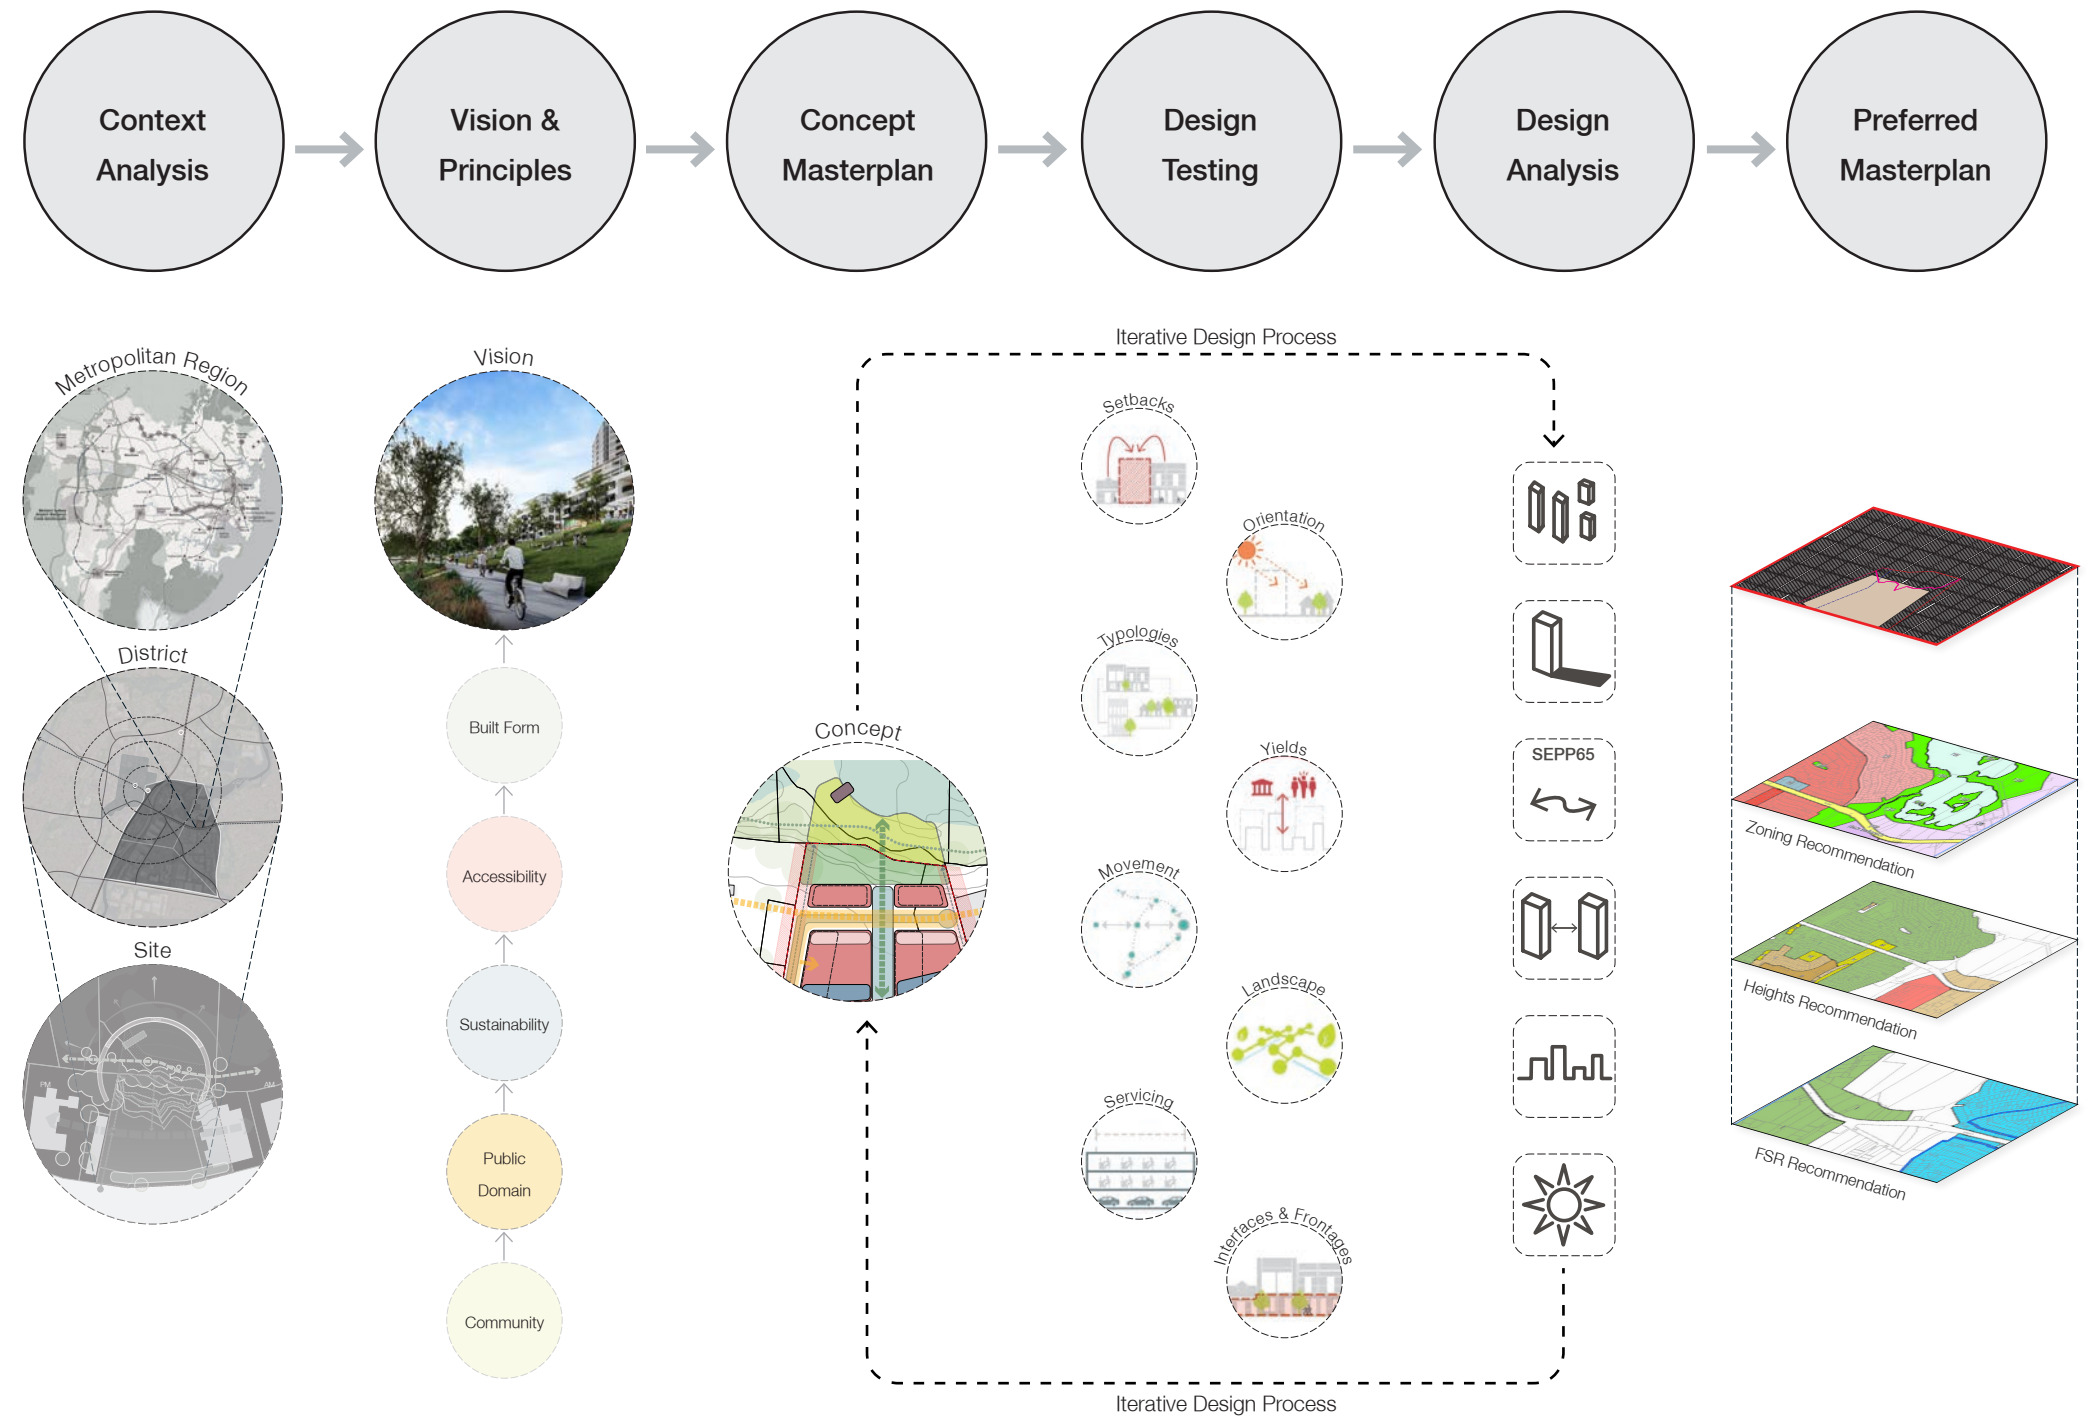 Context
Analysis
Vision &
Principles
Concept
Masterplan
Design
Testing
Design
Analysis
Preferred
Masterplan
Metropolitan Region
District
Site
PM
AM
Vision
Built Form
Accessibility
Sustainability
Public
Domain
Community
Iterative Design Process
Concept
Setbacks
Orientation
Typologies
Yields
Movement
Landscape
Servicing
Interfaces & Frontages
SEPP65
Iterative Design Process
Zoning Recommendation
Heights Recommendation
FSR Recommendation